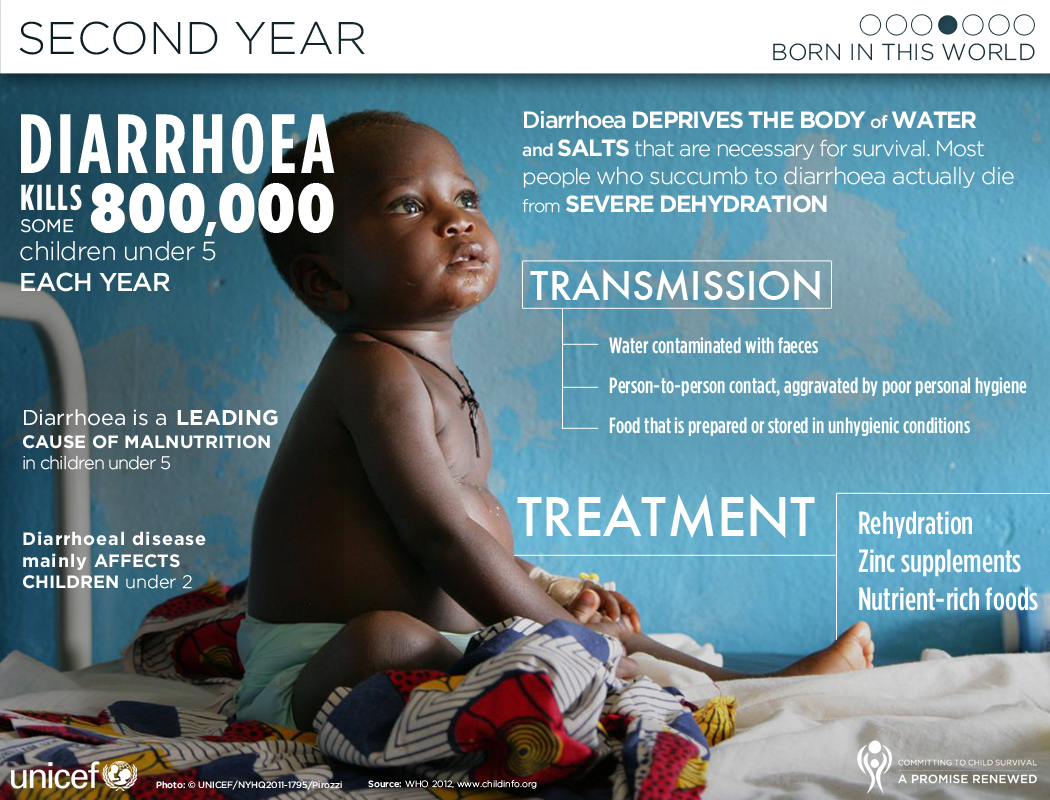 SECOND YEAR
BORN IN THIS WORLD
DIARRHOEA
KILLS
SOME 800,000
children under 5
EACH YEAR
Diarrhoea is a LEADING
CAUSE OF MALNUTRITION
in children under 5
Diarrhoeal disease
mainly AFFECTS
CHILDREN under 2
Diarrhoea DEPRIVES THE BODY of WATER
and SALTS that are necessary for survival. Most
people who succumb to diarrhoea actually die
from SEVERE DEHYDRATION
TRANSMISSION
Water contaminated with faeces
Person-to-person contact, aggravated by poor personal hygiene
Food that is prepared or stored in unhygienic conditions
TREATMENT
Rehydration
Zinc supplements
Nutrient-rich foods
unicef
Photo: © UNICEF/NYHQ2011-1795/Pirozzi
Source: WHO 2012, www.childinfo.org
COMMITTING TO CHILD SURVIVAL
A PROMISE RENEWED